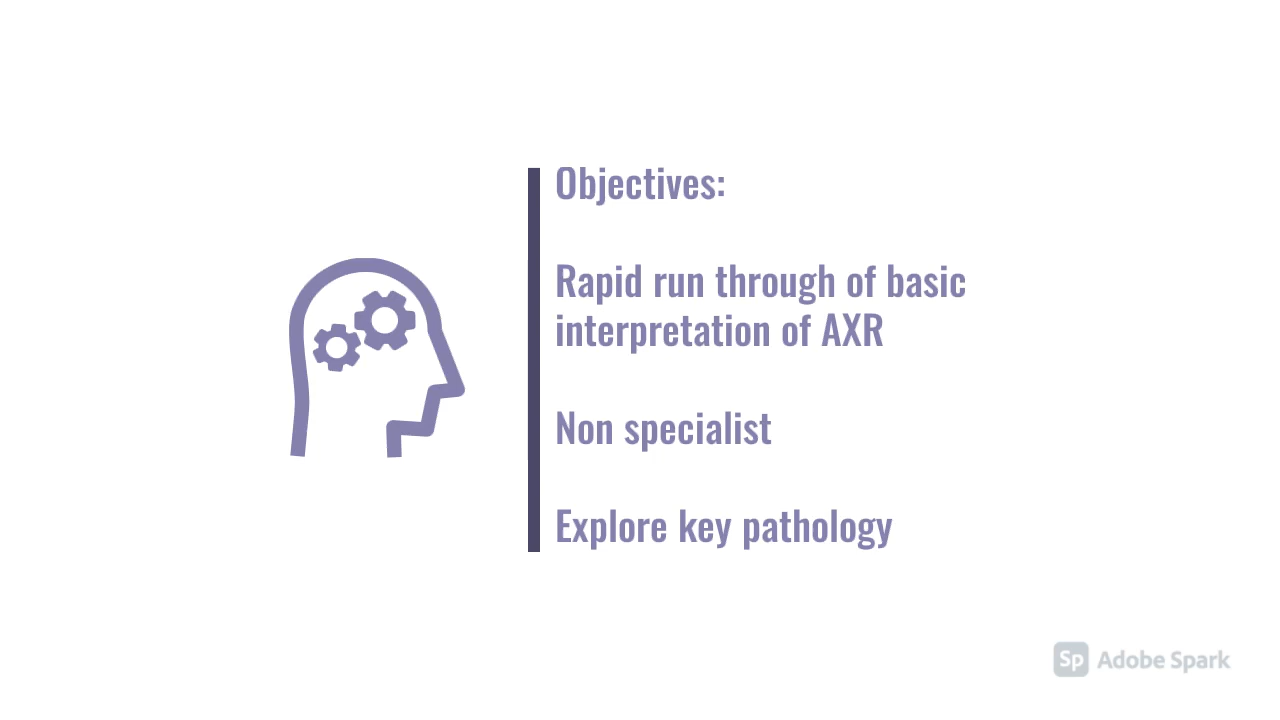 Objectives:
Rapid run through of basic
interpretation of AXR
Non specialist
Explore key pathology
Sp Adobe Spark